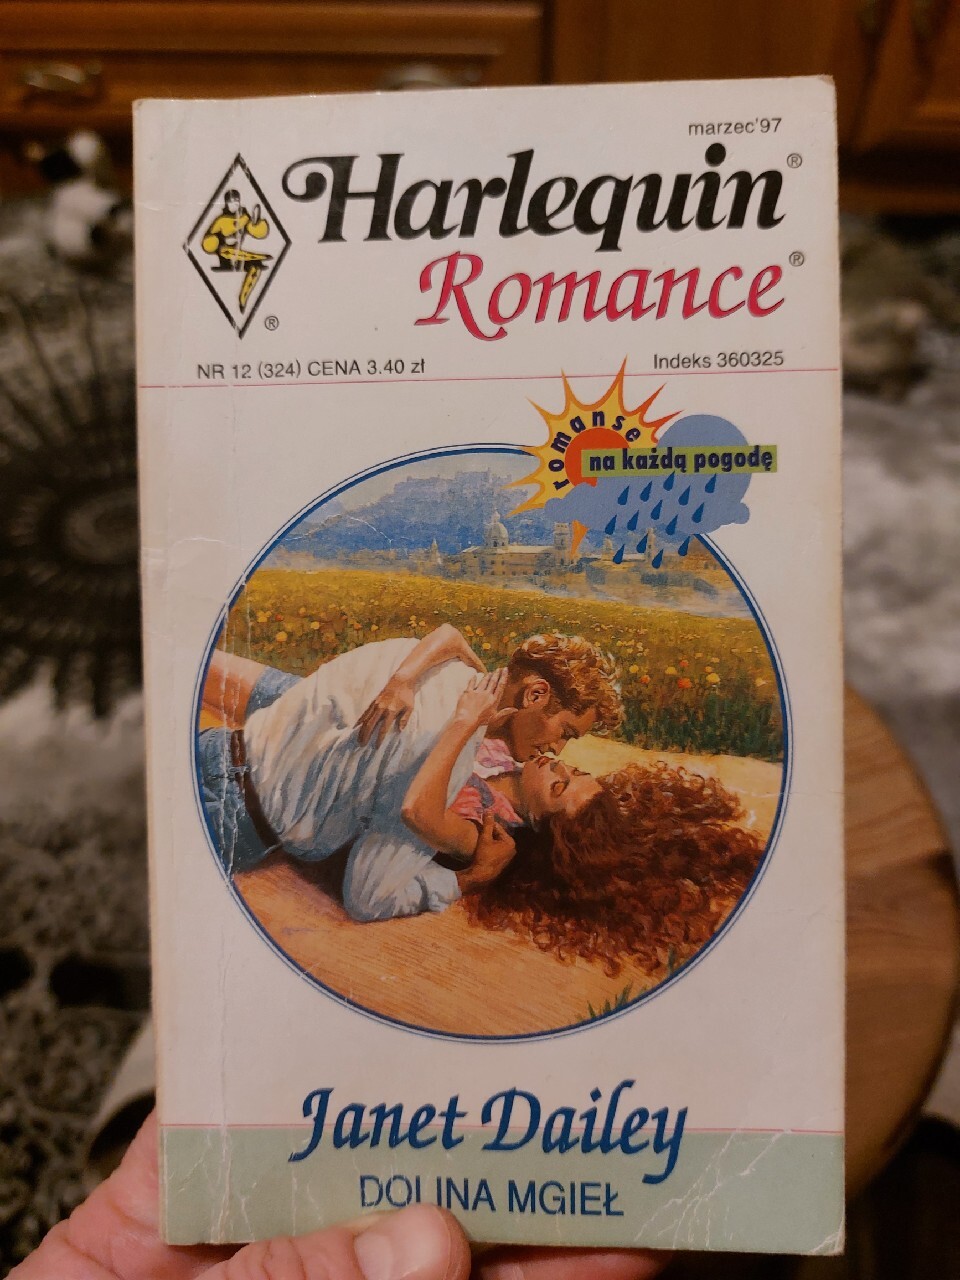 marzec'97
Harlequin®
Romance®
®
NR 12 (324) CENA 3.40 zł
Indeks 360325
romanse
na każdą pogodę
Janet Dailey
DOLINA MGIEŁ